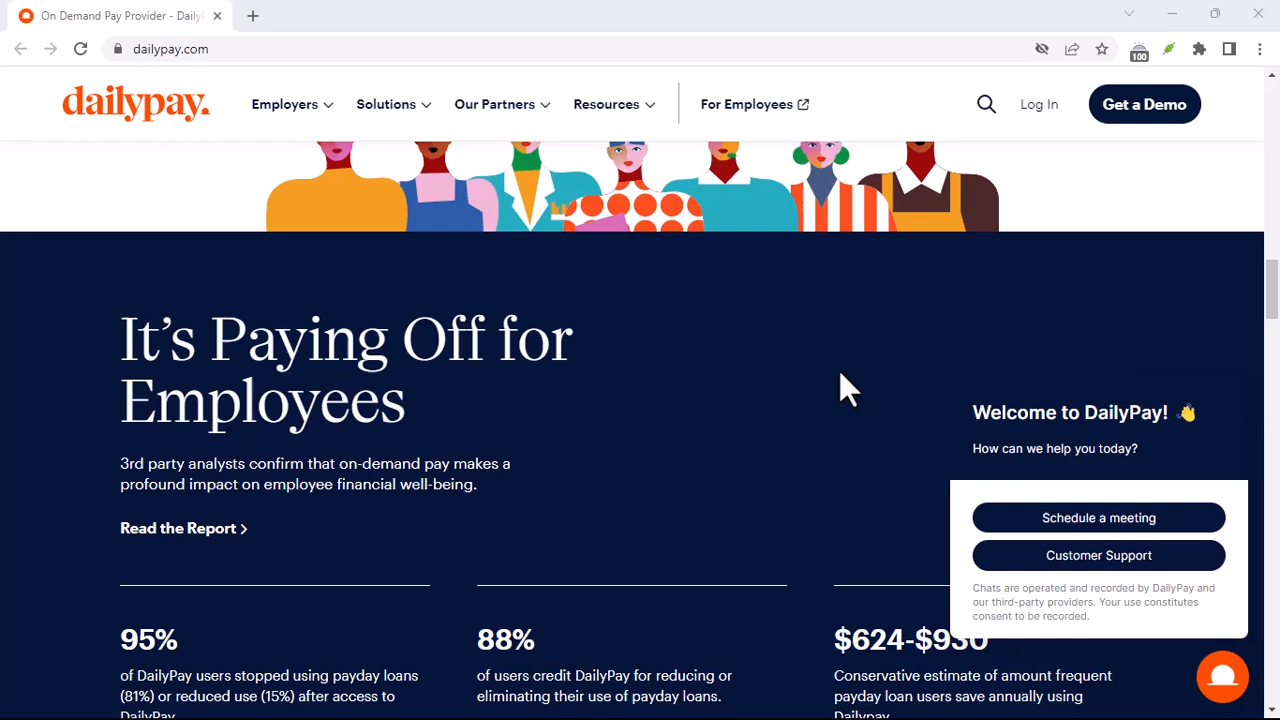 On Demand Pay Provider - Daily
dailypay.com
100
dailypay.
Employers
Solutions
Our Partners
Resources
For Employees
Log In
Get a Demo
It's Paying Off for
Employees
3rd party analysts confirm that on-demand pay makes a
profound impact on employee financial well-being.
Read the Report
Welcome to DailyPay! 👋
How can we help you today?
Schedule a meeting
Customer Support
Chats are operated and recorded by DailyPay and
our third-party providers. Your use constitutes
consent to be recorded.
95%
of DailyPay users stopped using payday loans
(81%) or reduced use (15%) after access to
DailyPay
88%
of users credit DailyPay for reducing or
eliminating their use of payday loans.
$624-$930
Conservative estimate of amount frequent
payday loan users save annually using
Dailypay